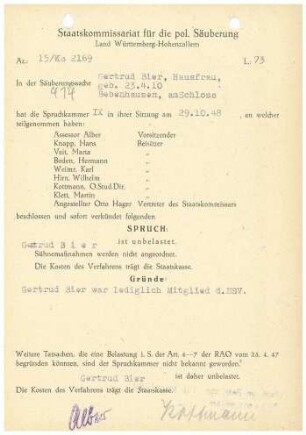 Staatskommissariat für die pol. Säuberung
Land Württemberg-Hohenzollern
Az.: 15/Ka 2169 L. 73
Gertrud Bier, Hausfrau,
In der Säuberungssache geb. 23.4.10
Bebenhausen, amSchloss
hat die Spruchkammer IX in ihrer Sitzung am 29.10.48, an welcher
teilgenommen haben:
Assessor Alber Vorsitzender
Knapp, Hans Beisitzer
Veit, Maria „
Boden, Hermann „
Weimz, Karl „
Hirn, Wilhelm „
Kottmann, O.Stud.Dir. „
Klett, Martin „
Angestellter Otto Hager Vertreter des Staatskommissars
beschlossen und sofort verkündet folgenden
SPRUCH:
Gertrud Bier
ist unbelastet.
Sühnemaßnahmen werden nicht angeordnet.
Die Kosten des Verfahrens trägt die Staatskasse.
Gründe:
Gertrud Bier war lediglich Mitglied d.NSV.
Weitere Tatsachen, die eine Belastung i. S. der Art. 4–7 der RAO vom 25. 4. 47
begründen können, sind der Spruchkammer nicht bekannt geworden.
Gertrud Bier ist daher unbelastet.
Die Kosten des Verfahrens trägt die Staatskasse.
Alber Kottmann